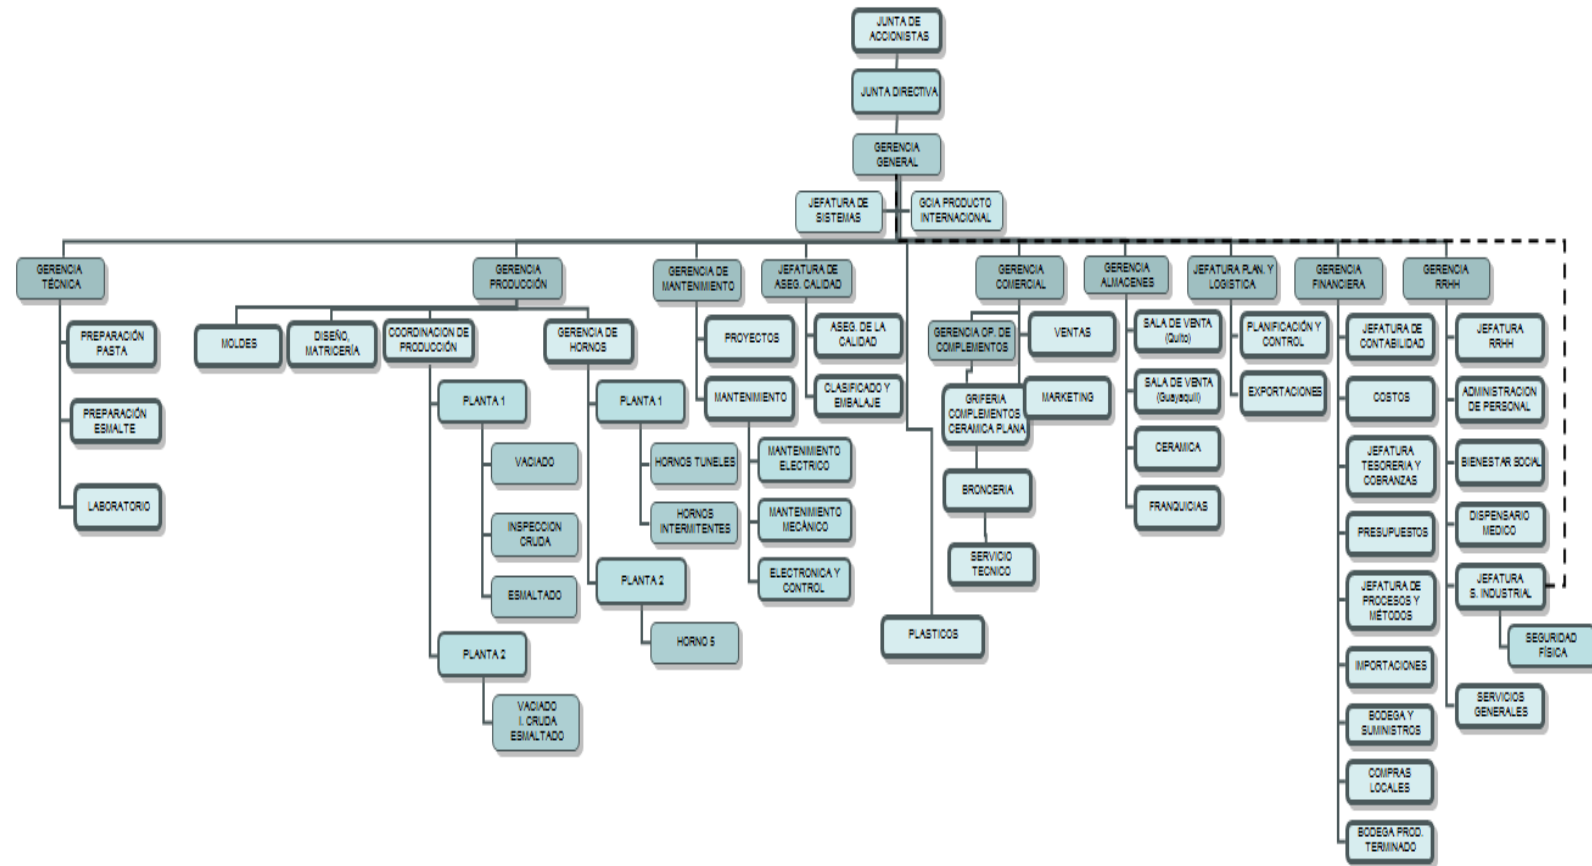 JUNTA DE
ACCIONISTAS
JUNTA DIRECTIVA
GERENCIA
GENERAL
JEFATURA DE
SISTEMAS
GCIA PRODUCTO
INTERNACIONAL
GERENCIA
TÉCNICA
GERENCIA
PRODUCCIÓN
GERENCIA DE
MANTENIMIENTO
JEFATURA DE
ASEG. CALIDAD
GERENCIA
COMERCIAL
GERENCIA
ALMACENES
JEFATURA PLAN. Y
LOGISTICA
GERENCIA
FINANCIERA
GERENCIA
RRHH
PREPARACIÓN
PASTA
PREPARACIÓN
ESMALTE
LABORATORIO
MOLDES
DISEÑO,
MATRICERÍA
COORDINACION DE
PRODUCCIÓN
GERENCIA DE
HORNOS
PLANTA 1
VACIADO
INSPECCION
CRUDA
ESMALTADO
PLANTA 2
VACIADO
I. CRUDA
ESMALTADO
PLANTA 1
HORNOS TUNELES
HORNOS
INTERMITENTES
PLANTA 2
HORNO 5
PROYECTOS
MANTENIMIENTO
MANTENIMIENTO
ELECTRICO
MANTENIMIENTO
MECÀNICO
ELECTRONICA Y
CONTROL
ASEG. DE LA
CALIDAD
CLASIFICADO Y
EMBALAJE
PLASTICOS
GERENCIA OP. DE
COMPLEMENTOS
GRIFERIA
COMPLEMENTOS
CERAMICA PLANA
BRONCERIA
SERVICIO
TECNICO
VENTAS
MARKETING
SALA DE VENTA
(Quito)
SALA DE VENTA
(Guayaquil)
CERAMICA
FRANQUICIAS
PLANIFICACIÓN Y
CONTROL
EXPORTACIONES
JEFATURA DE
CONTABILIDAD
COSTOS
JEFATURA
TESORERIA Y
COBRANZAS
PRESUPUESTOS
JEFATURA DE
PROCESOS Y
MÉTODOS
IMPORTACIONES
BODEGA Y
SUMINISTROS
COMPRAS
LOCALES
BODEGA PROD.
TERMINADO
JEFATURA
RRHH
ADMINISTRACION
DE PERSONAL
BIENESTAR SOCIAL
DISPENSARIO
MEDICO
JEFATURA
S. INDUSTRIAL
SEGURIDAD
FÍSICA
SERVICIOS
GENERALES